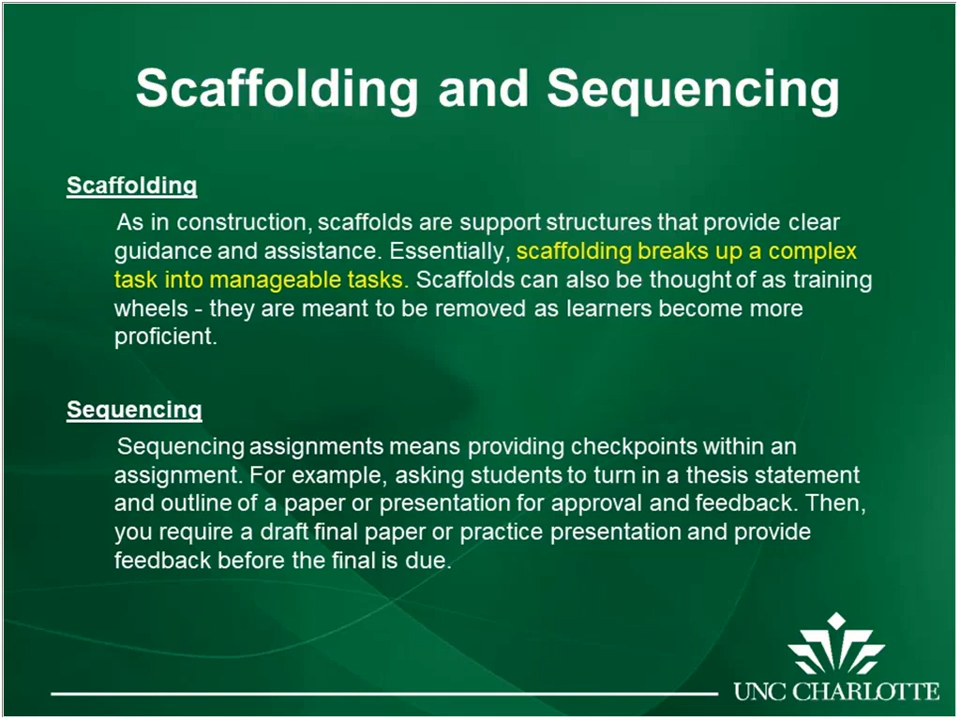 Scaffolding and Sequencing
Scaffolding
As in construction, scaffolds are support structures that provide clear
guidance and assistance. Essentially, scaffolding breaks up a complex
task into manageable tasks. Scaffolds can also be thought of as training
wheels - they are meant to be removed as learners become more
proficient.
Sequencing
Sequencing assignments means providing checkpoints within an
assignment. For example, asking students to turn in a thesis statement
and outline of a paper or presentation for approval and feedback. Then,
you require a draft final paper or practice presentation and provide
feedback before the final is due.
UNC CHARLOTTE